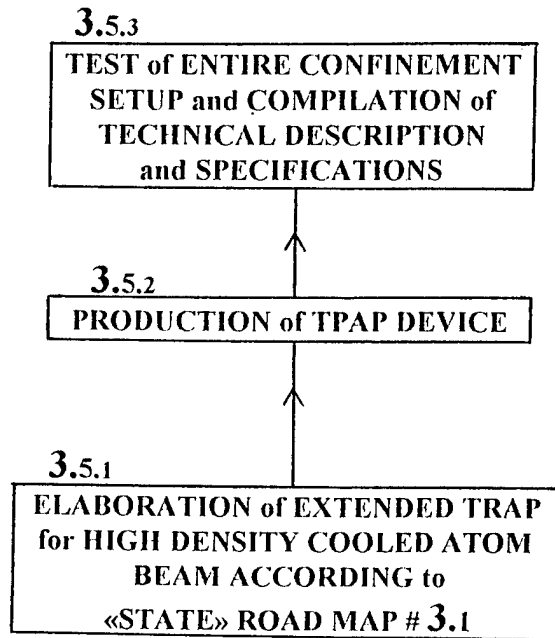 3.5.3
TEST of ENTIRE CONFINEMENT
SETUP and COMPILATION of
TECHNICAL DESCRIPTION
and SPECIFICATIONS
3.5.2
PRODUCTION of TPAP DEVICE
3.5.1
ELABORATION of EXTENDED TRAP
for HIGH DENSITY COOLED ATOM
BEAM ACCORDING to
«STATE» ROAD MAP # 3.1